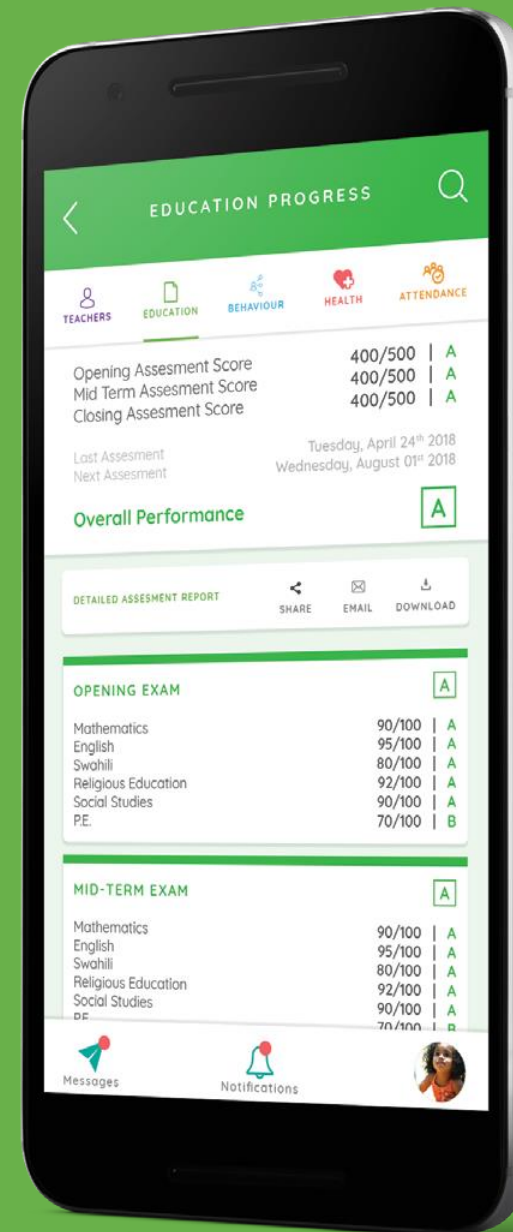 EDUCATION PROGRESS
TEACHERS EDUCATION BEHAVIOUR HEALTH ATTENDANCE
Opening Assesment Score 400/500 | A
Mid Term Assesment Score 400/500 | A
Closing Assesment Score 400/500 | A
Last Assesment Tuesday, April 24th 2018
Next Assesment Wednesday, August 01st 2018
Overall Performance A
DETAILED ASSESMENT REPORT SHARE EMAIL DOWNLOAD
OPENING EXAM A
Mathematics 90/100 | A
English 95/100 | A
Swahili 80/100 | A
Religious Education 92/100 | A
Social Studies 90/100 | A
P.E. 70/100 | B
MID-TERM EXAM A
Mathematics 90/100 | A
English 95/100 | A
Swahili 80/100 | A
Religious Education 92/100 | A
Social Studies 90/100 | A
P.E. 70/100 | B
Messages Notifications